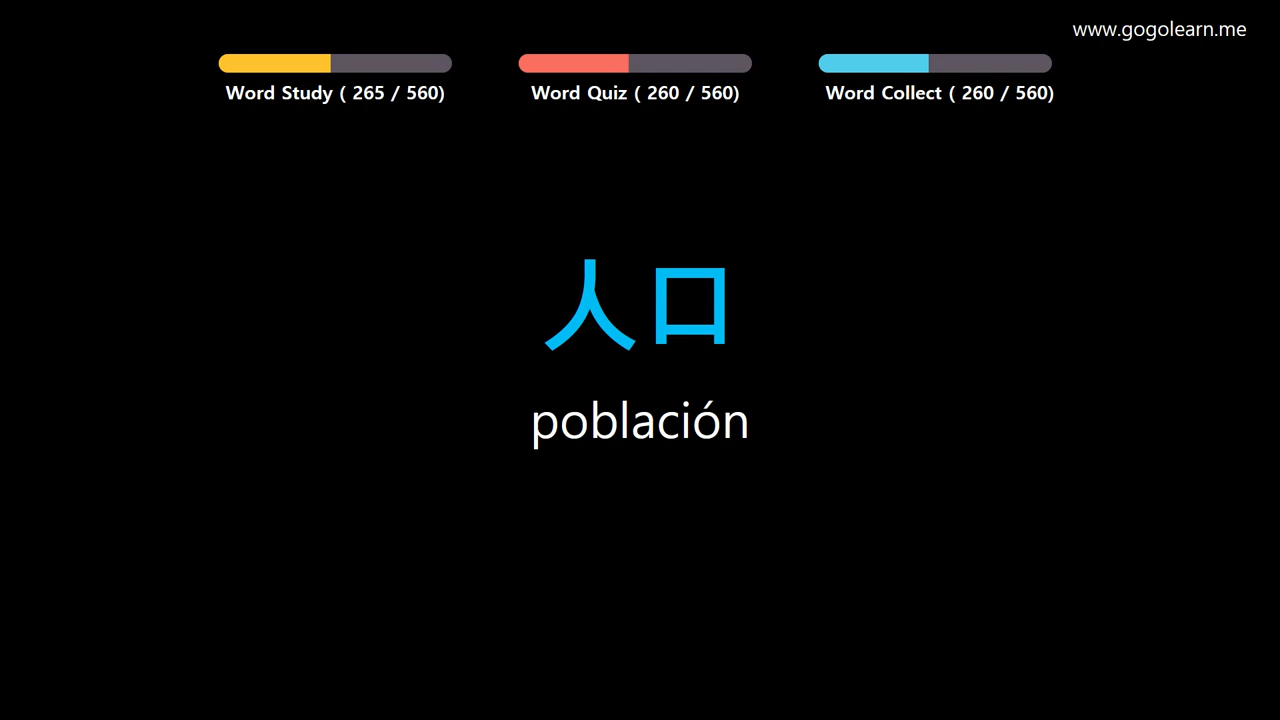 www.gogolearn.me
Word Study ( 265 / 560)
Word Quiz ( 260 / 560)
Word Collect ( 260 / 560)
人口
población